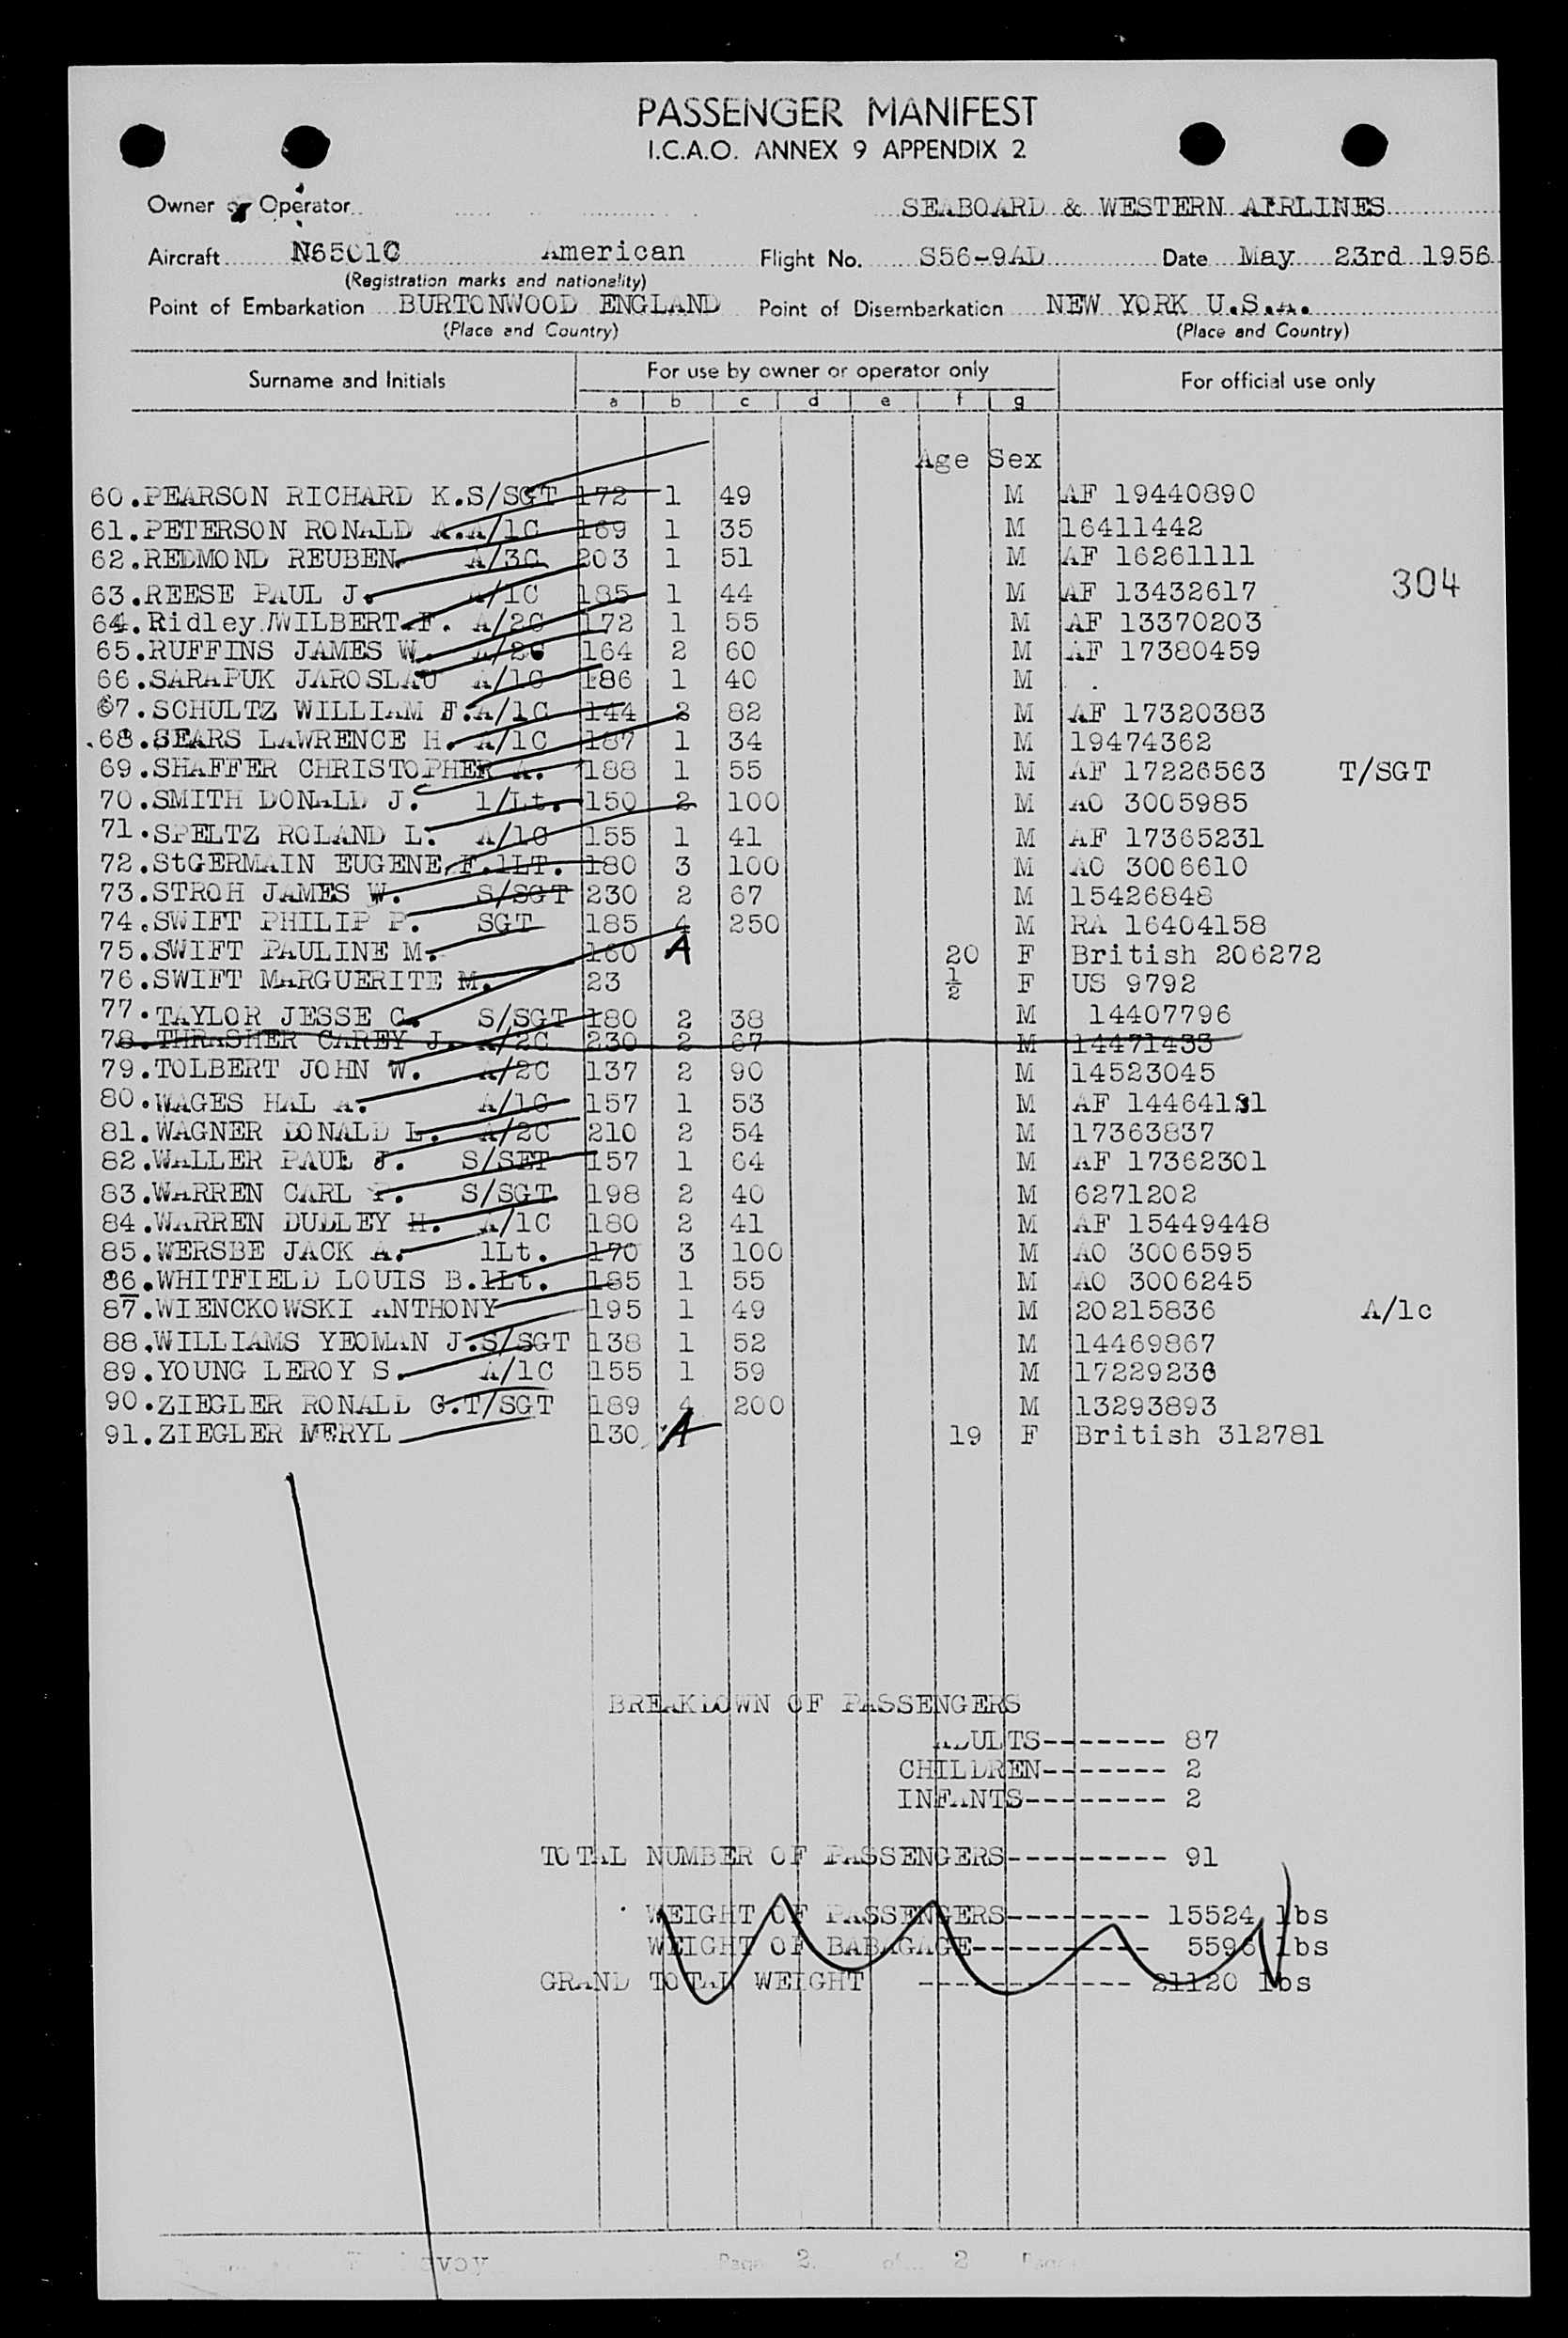 PASSENGER MANIFEST
I.C.A.O. ANNEX 9 APPENDIX 2
Owner or Operator SEABOARD & WESTERN AIRLINES
Aircraft N6501C American Flight No. S56-9AD Date May 23rd 1956
(Registration marks and nationality)
Point of Embarkation BURTONWOOD ENGLAND Point of Disembarkation NEW YORK U.S.A.
(Place and Country) (Place and Country)
Surname and Initials For use by owner or operator only For official use only
a b c d e f g
Age Sex
60.PEARSON RICHARD K.S/SGT 172 1 49 M AF 19440890
61.PETERSON RONALD A.A/1C 169 1 35 M 16411442
62.REDMOND REUBEN A/3C 203 1 51 M AF 16261111
63.REESE PAUL J. A/1C 185 1 44 M AF 13432617 304
64.Ridley WILBERT F. A/2C 172 1 55 M AF 13370203
65.RUFFINS JAMES W. A/2C 164 2 60 M AF 17380459
66.SARAPUK JAROSLAU A/1C 186 1 40 M
67.SCHULTZ WILLIAM F.A/1C 144 2 82 M AF 17320383
68.SEARS LAWRENCE H. A/1C 187 1 34 M 19474362
69.SHAFFER CHRISTOPHER A. 188 1 55 M AF 17226563 T/SGT
70.SMITH DONALD J. 1/Lt. 150 2 100 M AO 3005985
71.SPELTZ ROLAND L. A/1C 155 1 41 M AF 17365231
72.StGERMAIN EUGENE F.1LT. 180 3 100 M AO 3006610
73.STROH JAMES W. S/SGT 230 2 67 M 15426848
74.SWIFT PHILIP P. SGT 185 4 250 M RA 16404158
75.SWIFT PAULINE M. 160 A 20 F British 206272
76.SWIFT MARGUERITE M. 23 1/2 F US 9792
77.TAYLOR JESSE C. S/SGT 180 2 38 M 14407796
78.THRASHER CAREY J. A/2C 230 2 67 M 14471433
79.TOLBERT JOHN W. A/2C 137 2 90 M 14523045
80.WAGES HAL A. A/1C 157 1 53 M AF
81.WAGNER DONALD L. A/2C 210 2 54 M 17363837
82.WALLER PAUL J. S/SET 157 1 64 M AF 17362301
83.WARREN CARL P. S/SGT 198 2 40 M 6271202
84.WARREN DUDLEY H. A/1C 180 2 41 M AF 15449448
85.WERSBE JACK A. 1Lt. 170 3 100 M AO 3006595
86.WHITFIELD LOUIS B.1Lt. 185 1 55 M AO 3006245
87.WIENCKOWSKI ANTHONY 195 1 49 M 20215836 A/1c
88.WILLIAMS YEOMAN J.S/SGT 138 1 52 M 14469867
89.YOUNG LEROY S. A/1C 155 1 59 M 17229236
90.ZIEGLER RONALD G.T/SGT 189 4 200 M 13293893
91.ZIEGLER MERYL 130 A 19 F British 312781
BREAKDOWN OF PASSENGERS
ADULTS------- 87
CHILDREN------- 2
INFANTS-------- 2
TOTAL NUMBER OF PASSENGERS--------- 91
WEIGHT OF PASSENGERS-------- 15524 lbs
WEIGHT OF BABAGAGE---------- 5596 lbs
GRAND TOTAL WEIGHT ------------ 21120 lbs
Page 2. of 2